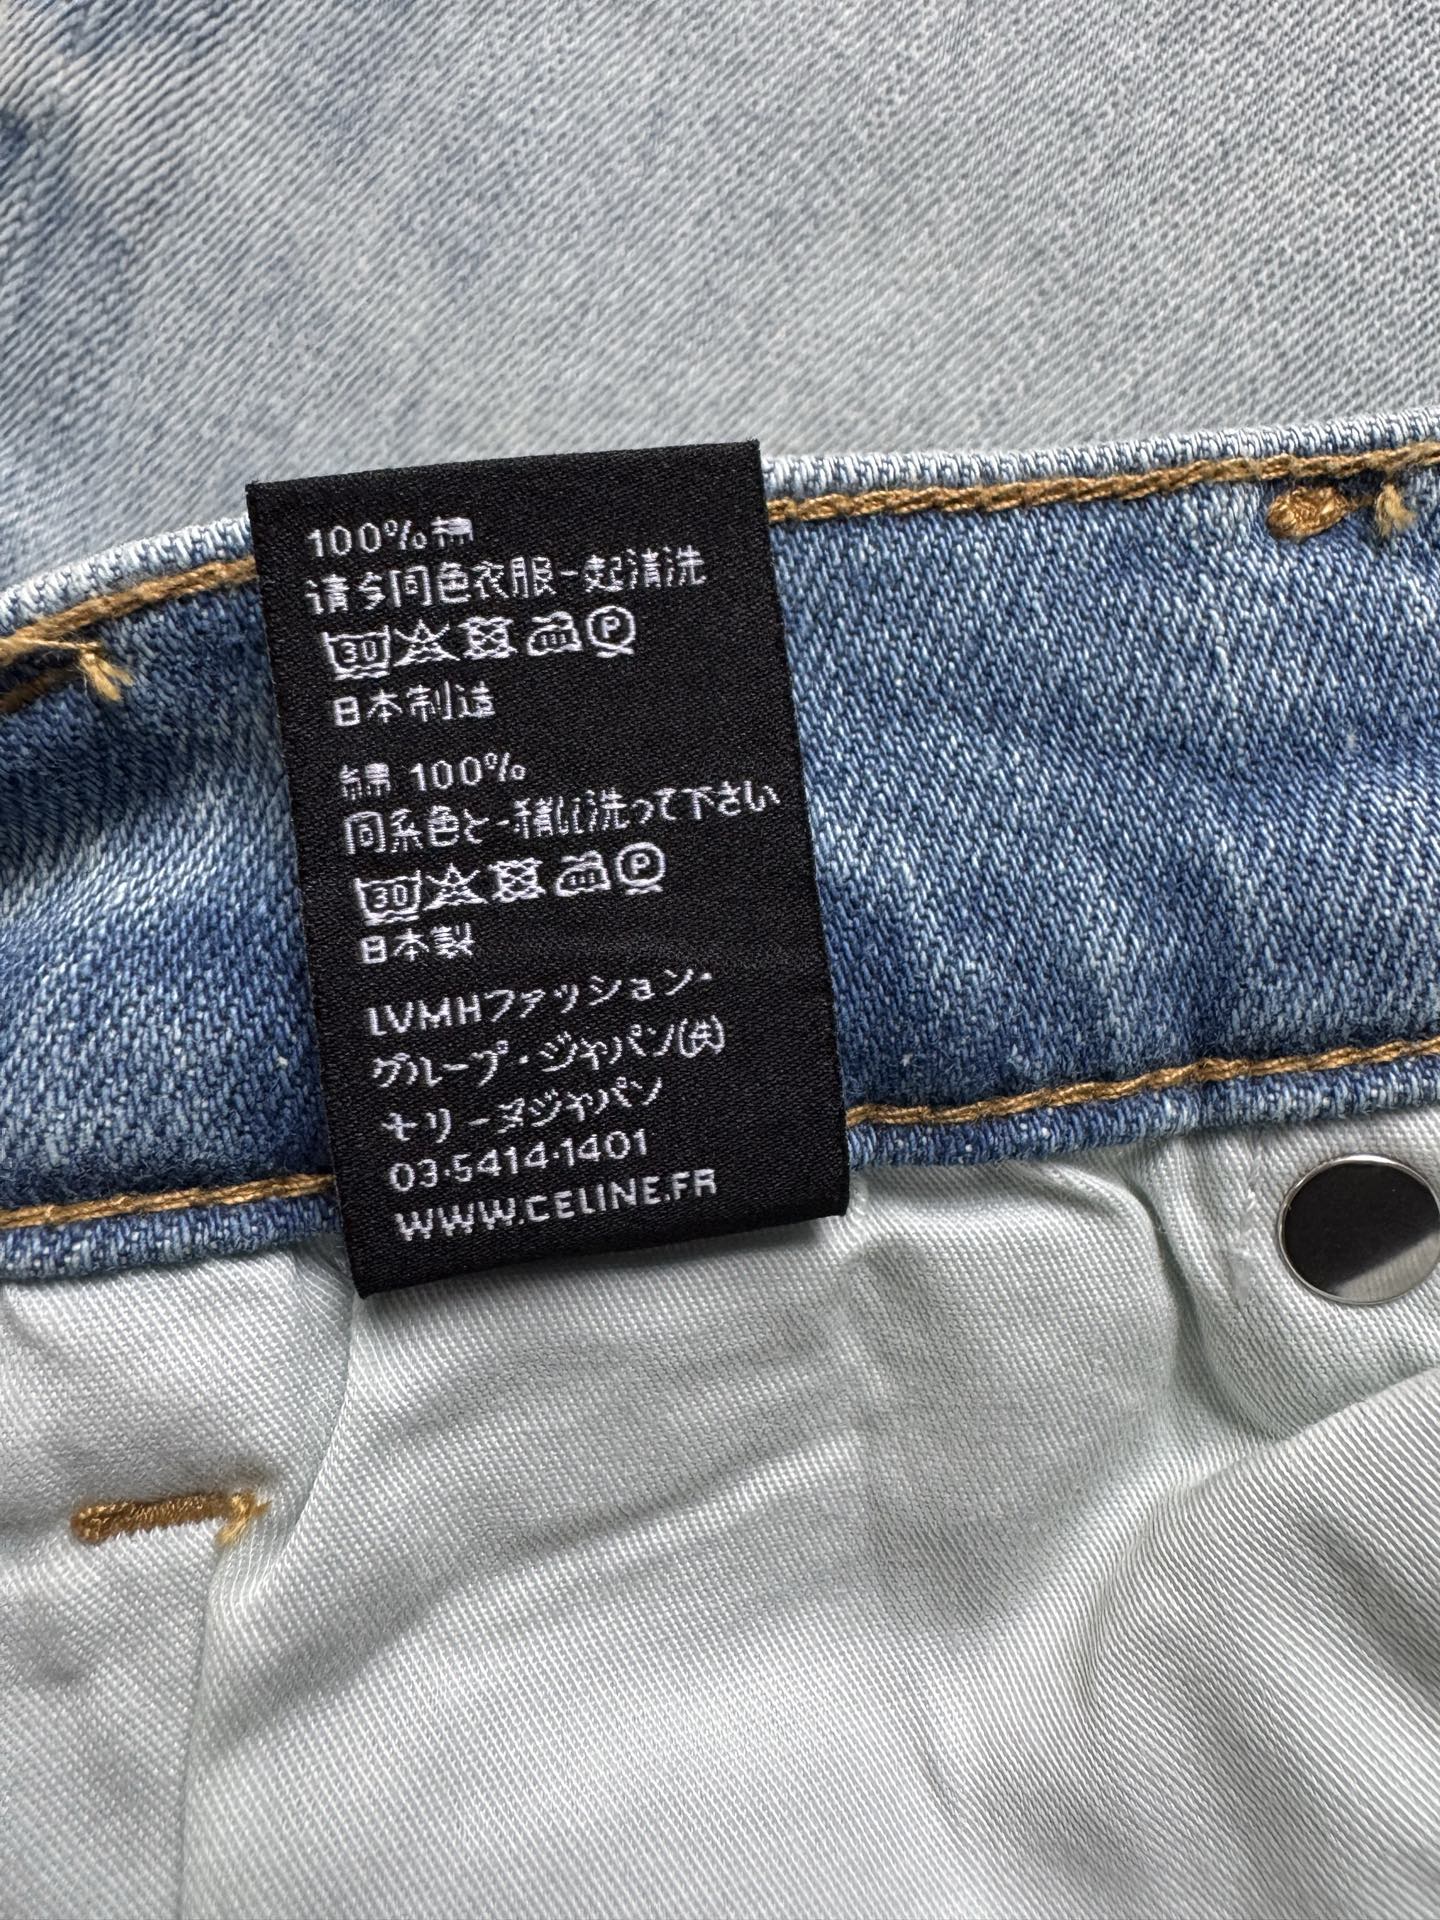 100%棉
请与同色衣服一起清洗
30 P
日本制造
綿 100%
同系色と一緒に洗って下さい
30 P
日本製
LVMHファッション・
グループ・ジャパン(株)
セリーヌジャパン
03-5414-1401
WWW.CELINE.FR